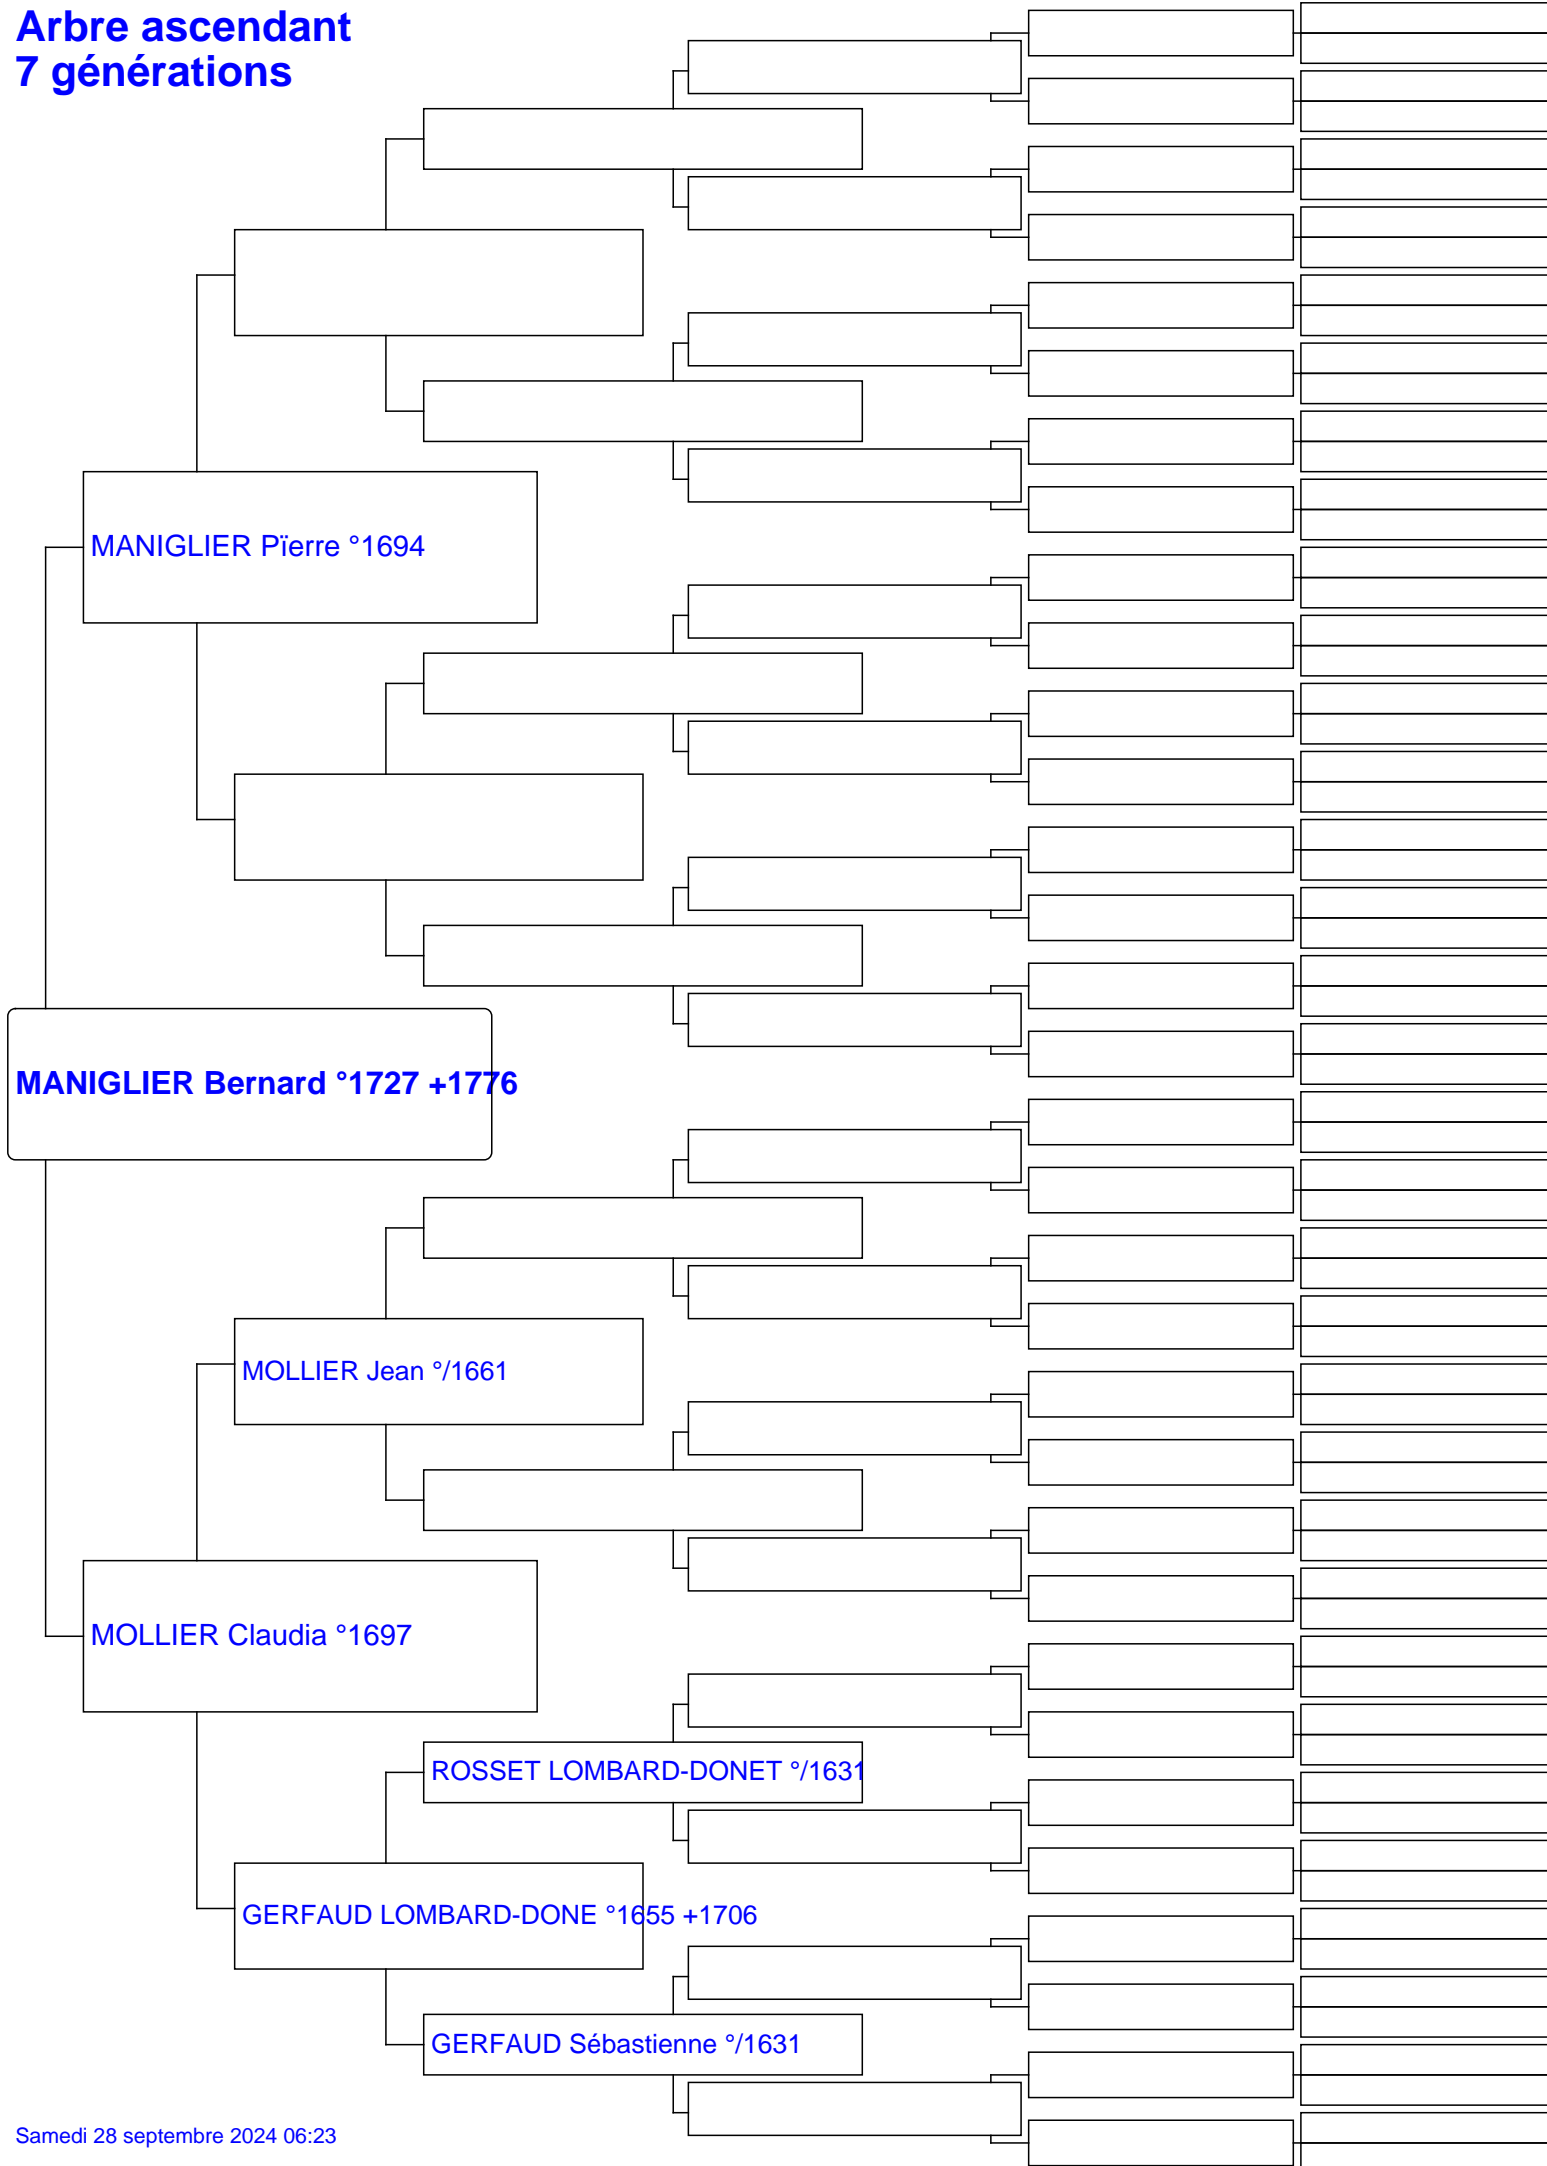 Arbre ascendant
7 générations
MANIGLIER Pïerre °1694
MANIGLIER Bernard °1727 +1776
MOLLIER Jean °/1661
MOLLIER Claudia °1697
ROSSET LOMBARD-DONET °/1631
GERFAUD LOMBARD-DONE °1655 +1706
GERFAUD Sébastienne °/1631
Samedi 28 septembre 2024 06:23